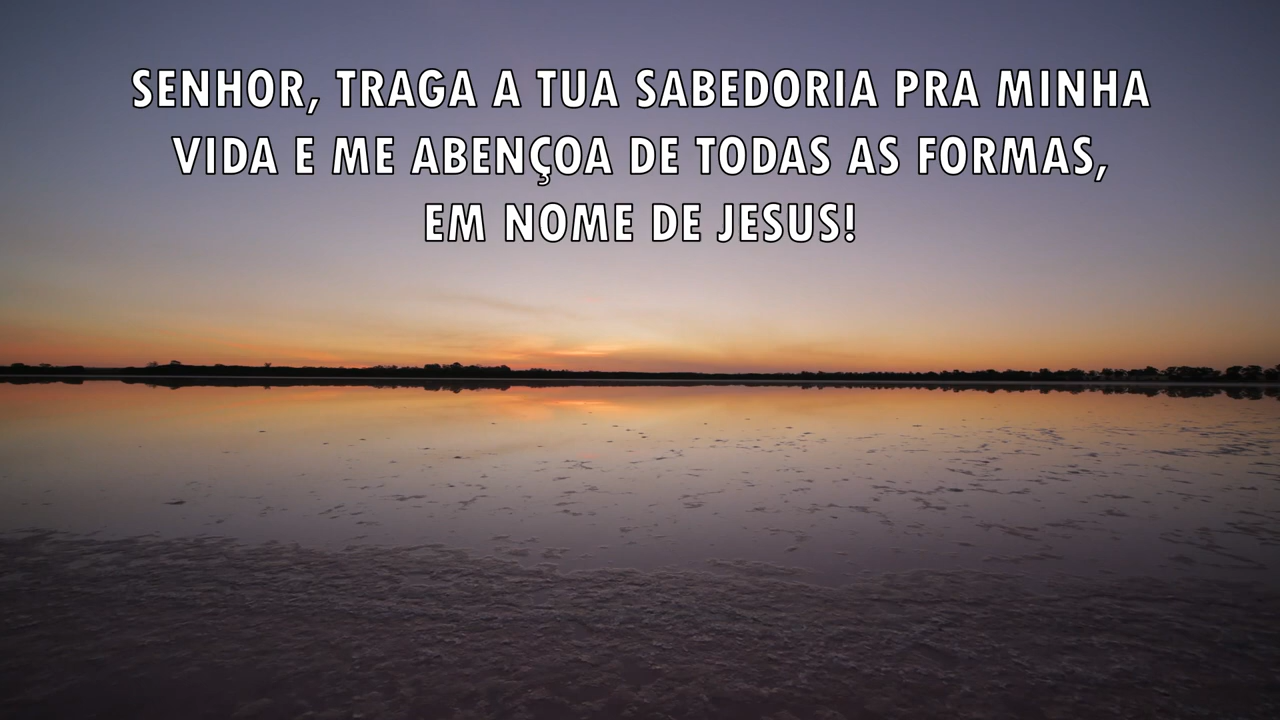 SENHOR, TRAGA A TUA SABEDORIA PRA MINHA
VIDA E ME ABENÇOA DE TODAS AS FORMAS,
EM NOME DE JESUS!